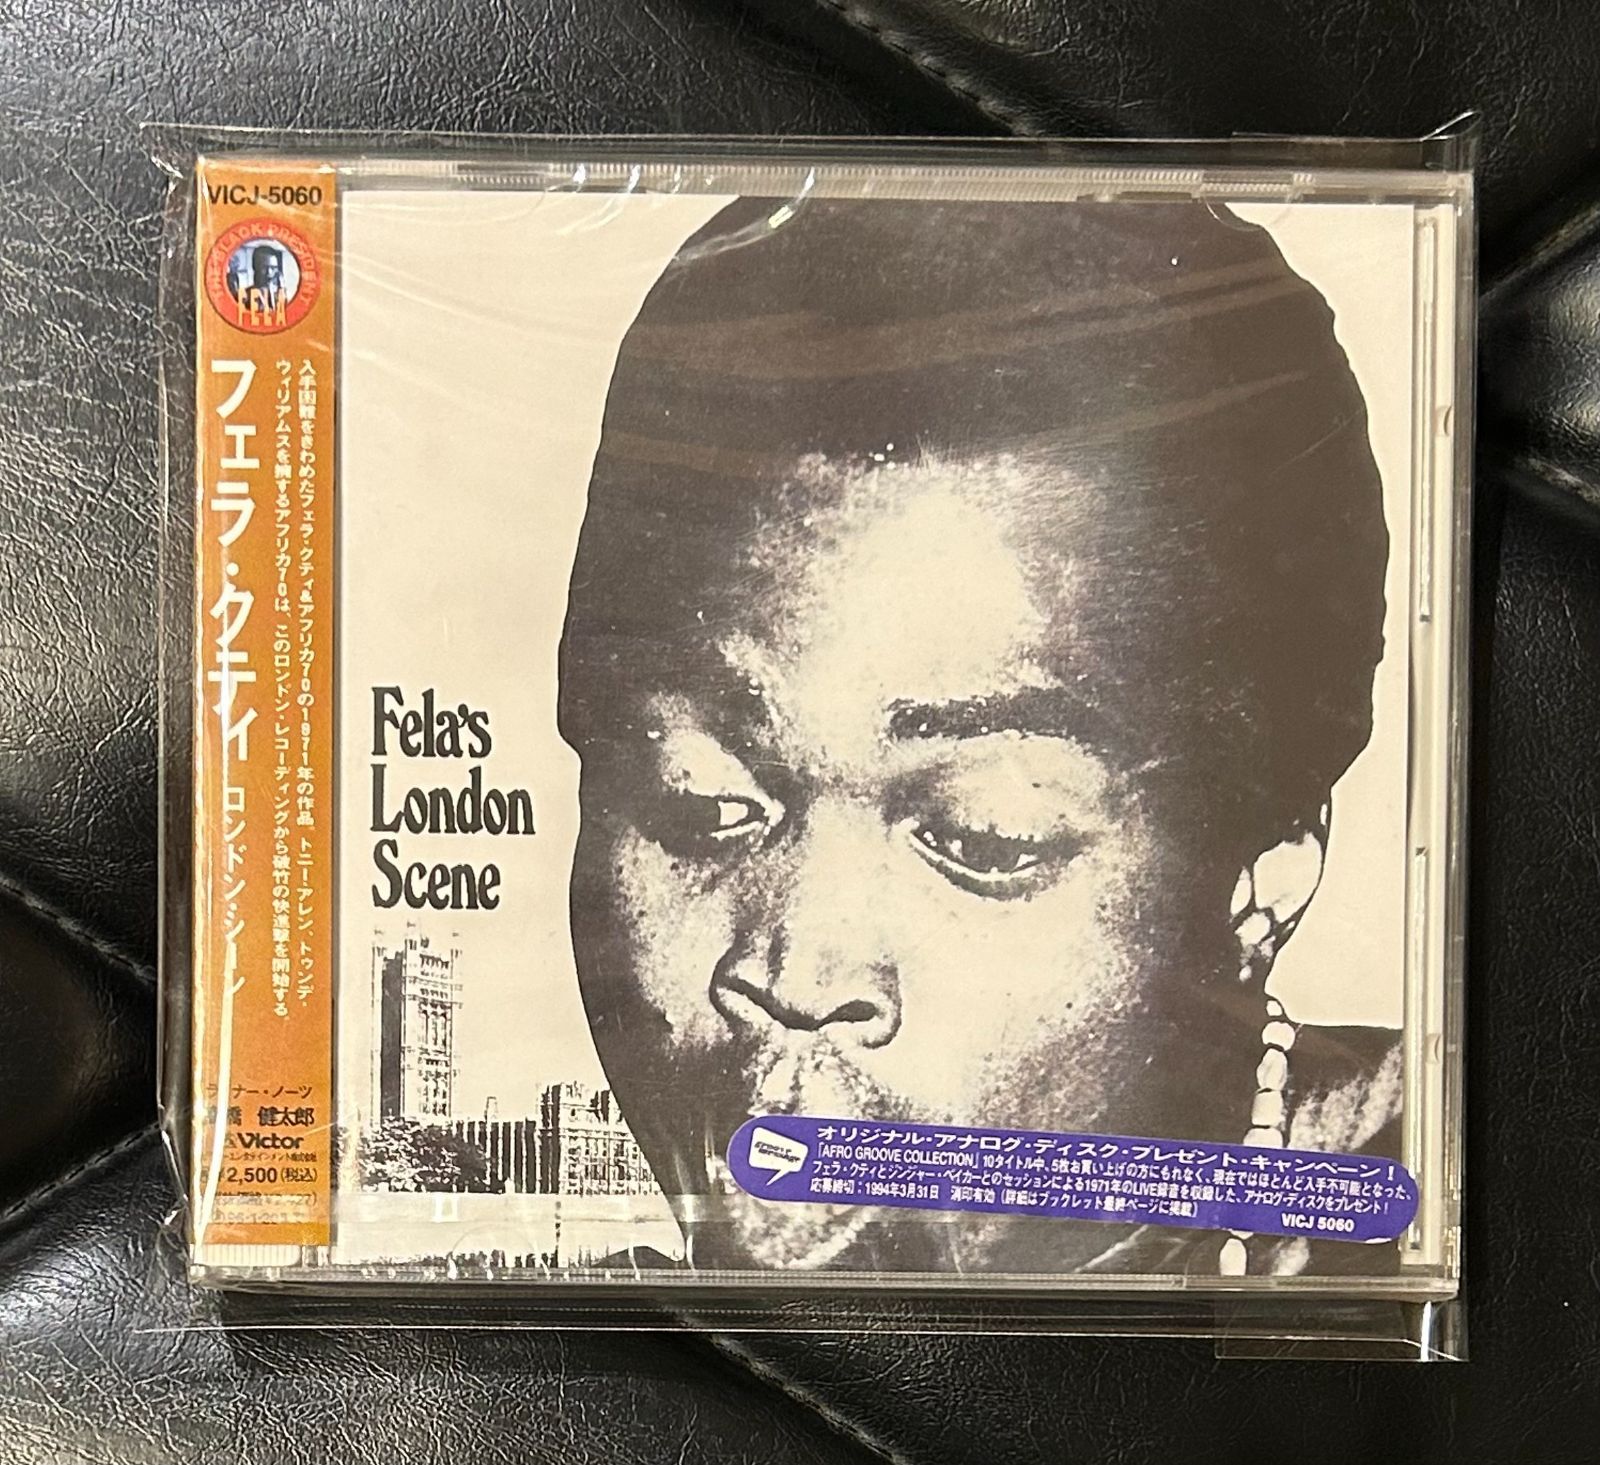 VICJ-5060
THE BLACK PRESIDENT
FELA
フェラ・クティ ロンドン・シーン
入手困難をきわめたフェラ・クティ&アフリカ70の1971年の作品。トニー・アレン、トゥンデ・
ウィリアムスを擁するアフリカ70は、このロンドン・レコーディングから破竹の快進撃を開始する。
ライナー・ノーツ
橋 健太郎
Victor
¥2,500(税込)
Fela's
London
Scene
オリジナル・アナログ・ディスク・プレゼント・キャンペーン!
「AFRO GROOVE COLLECTION」10タイトル中、5枚お買い上げの方にもれなく、現在ではほとんど入手不可能となった、
フェラ・クティとジンジャー・ベイカーとのセッションによる1971年のLIVE録音を収録した、アナログ・ディスクをプレゼント!
応募締切:1994年3月31日 消印有効(詳細はブックレット最終ページに掲載)
VICJ 5060